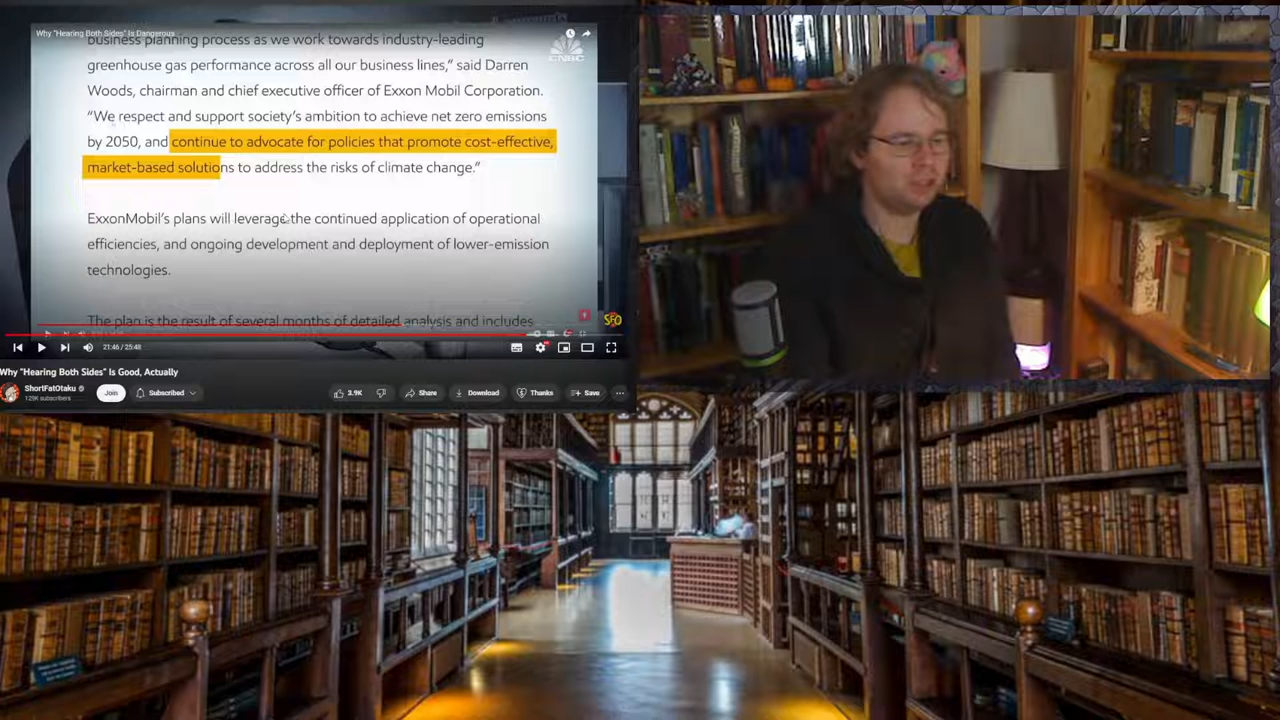 Why "Hearing Both Sides" Is Dangerous
CNBC
business planning process as we work towards industry-leading
greenhouse gas performance across all our business lines,” said Darren
Woods, chairman and chief executive officer of Exxon Mobil Corporation.
“We respect and support society’s ambition to achieve net zero emissions
by 2050, and continue to advocate for policies that promote cost-effective,
market-based solutions to address the risks of climate change.”
ExxonMobil’s plans will leverage the continued application of operational
efficiencies, and ongoing development and deployment of lower-emission
technologies.
The plan is the result of several months of detailed analysis and includes
SFO
21:46 / 25:48
Why "Hearing Both Sides" Is Good, Actually
ShortFatOtaku
129K subscribers
Join
Subscribed
3.9K
Share
Download
Thanks
Save